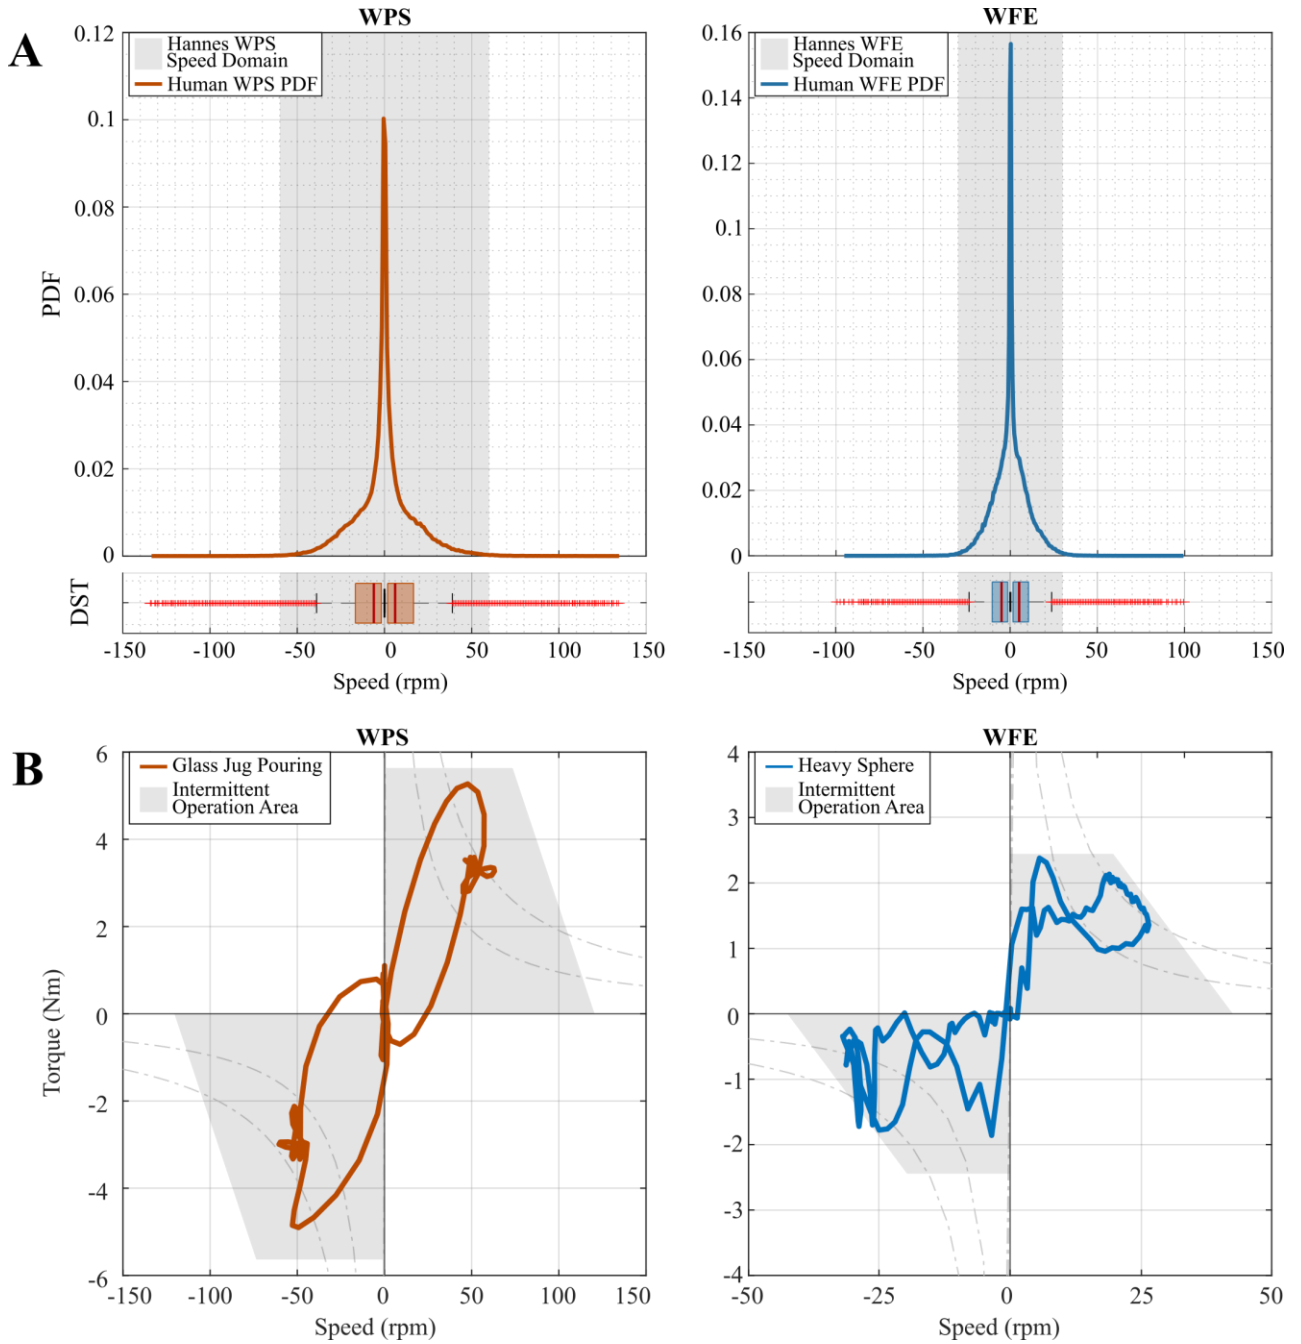 A
WPS
Hannes WPS
Speed Domain
Human WPS PDF
0.12
0.1
0.08
0.06
0.04
0.02
0
PDF
DST
-150 -100 -50 0 50 100 150
Speed (rpm)
WFE
Hannes WFE
Speed Domain
Human WFE PDF
0.16
0.14
0.12
0.1
0.08
0.06
0.04
0.02
0
-150 -100 -50 0 50 100 150
Speed (rpm)
B
WPS
Glass Jug Pouring
Intermittent
Operation Area
6
4
2
0
-2
-4
-6
Torque (Nm)
-150 -100 -50 0 50 100 150
Speed (rpm)
WFE
Heavy Sphere
Intermittent
Operation Area
4
3
2
1
0
-1
-2
-3
-4
-50 -25 0 25 50
Speed (rpm)